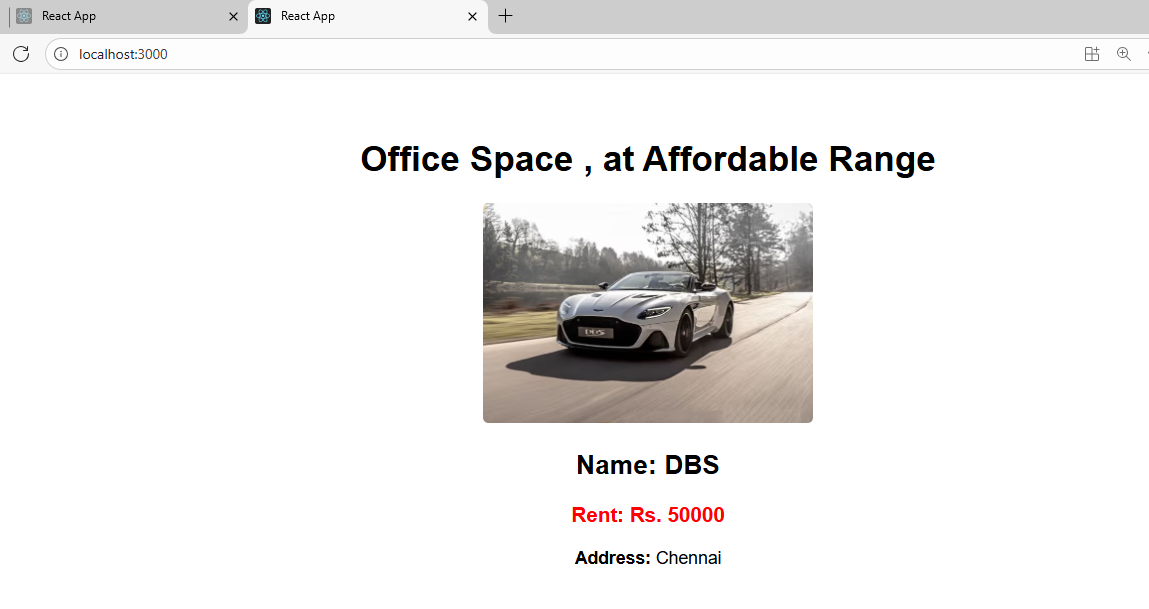 React App
React App
localhost:3000
Office Space , at Affordable Range
DBS
Name: DBS
Rent: Rs. 50000
Address: Chennai